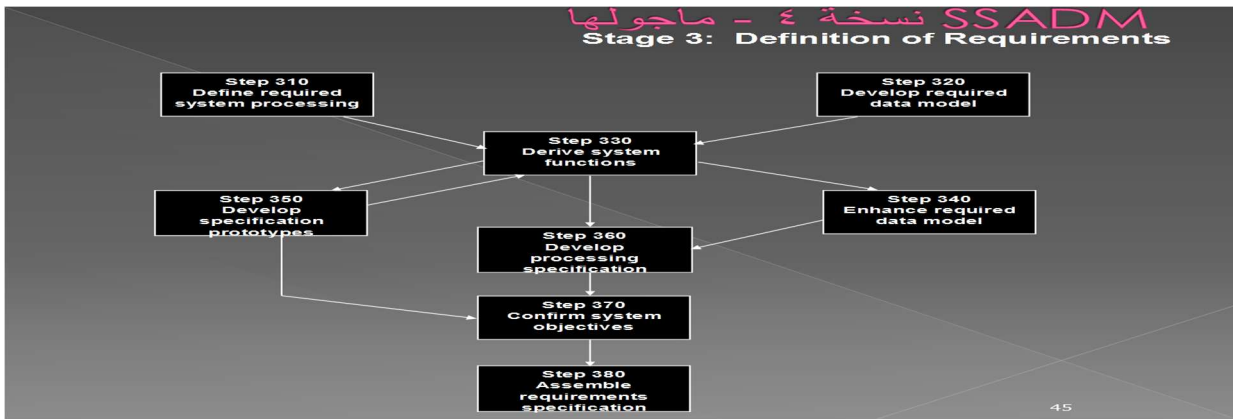 SSADM نسخة ٤ - ماجولها
Stage 3: Definition of Requirements
Step 310
Define required
system processing
Step 320
Develop required
data model
Step 330
Derive system
functions
Step 350
Develop
specification
prototypes
Step 340
Enhance required
data model
Step 360
Develop
processing
specification
Step 370
Confirm system
objectives
Step 380
Assemble
requirements
specification
45